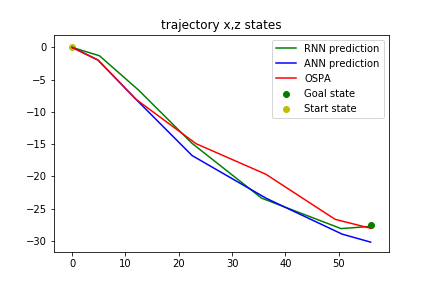 trajectory x,z states
RNN prediction
ANN prediction
OSPA
Goal state
Start state
0
−5
−10
−15
−20
−25
−30
0
10
20
30
40
50